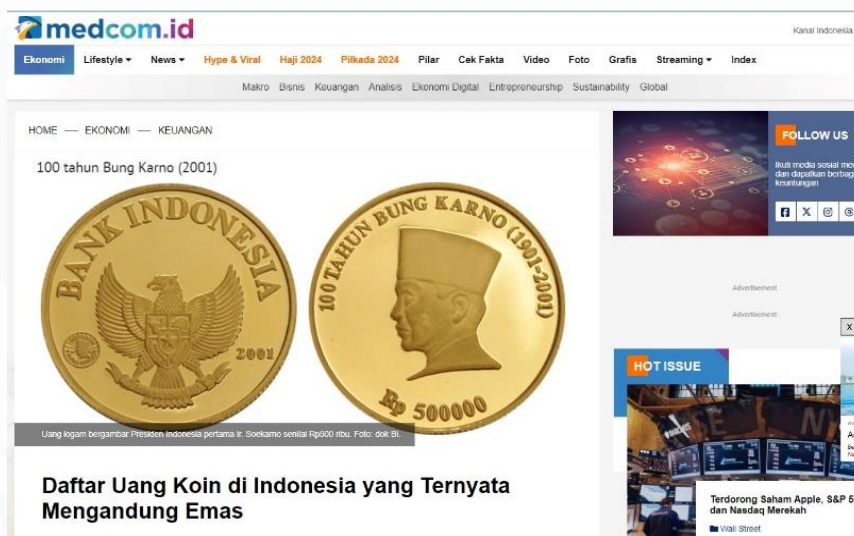 medcom.id
Kanal Indonesia
Ekonomi Lifestyle News Hype & Viral Haji 2024 Pilkada 2024 Pilar Cek Fakta Video Foto Grafis Streaming Index
Makro Bisnis Keuangan Analisis Ekonomi Digital Entrepreneurship Sustainability Global
HOME — EKONOMI — KEUANGAN
100 tahun Bung Karno (2001)
BANK INDONESIA
2001
100 TAHUN BUNG KARNO (1901-2001)
Rp 500000
Uang logam bergambar Presiden Indonesia pertama Ir. Soekarno senilai Rp500 ribu. Foto: dok BI.
Daftar Uang Koin di Indonesia yang Ternyata
Mengandung Emas
FOLLOW US
Ikuti media sosial
dan dapatkan
keuntungan
Advertisement
Advertisement
X
HOT ISSUE
BARCLAYS
Terdorong Saham Apple, S&P 5
dan Nasdaq Merekah
Wall Street